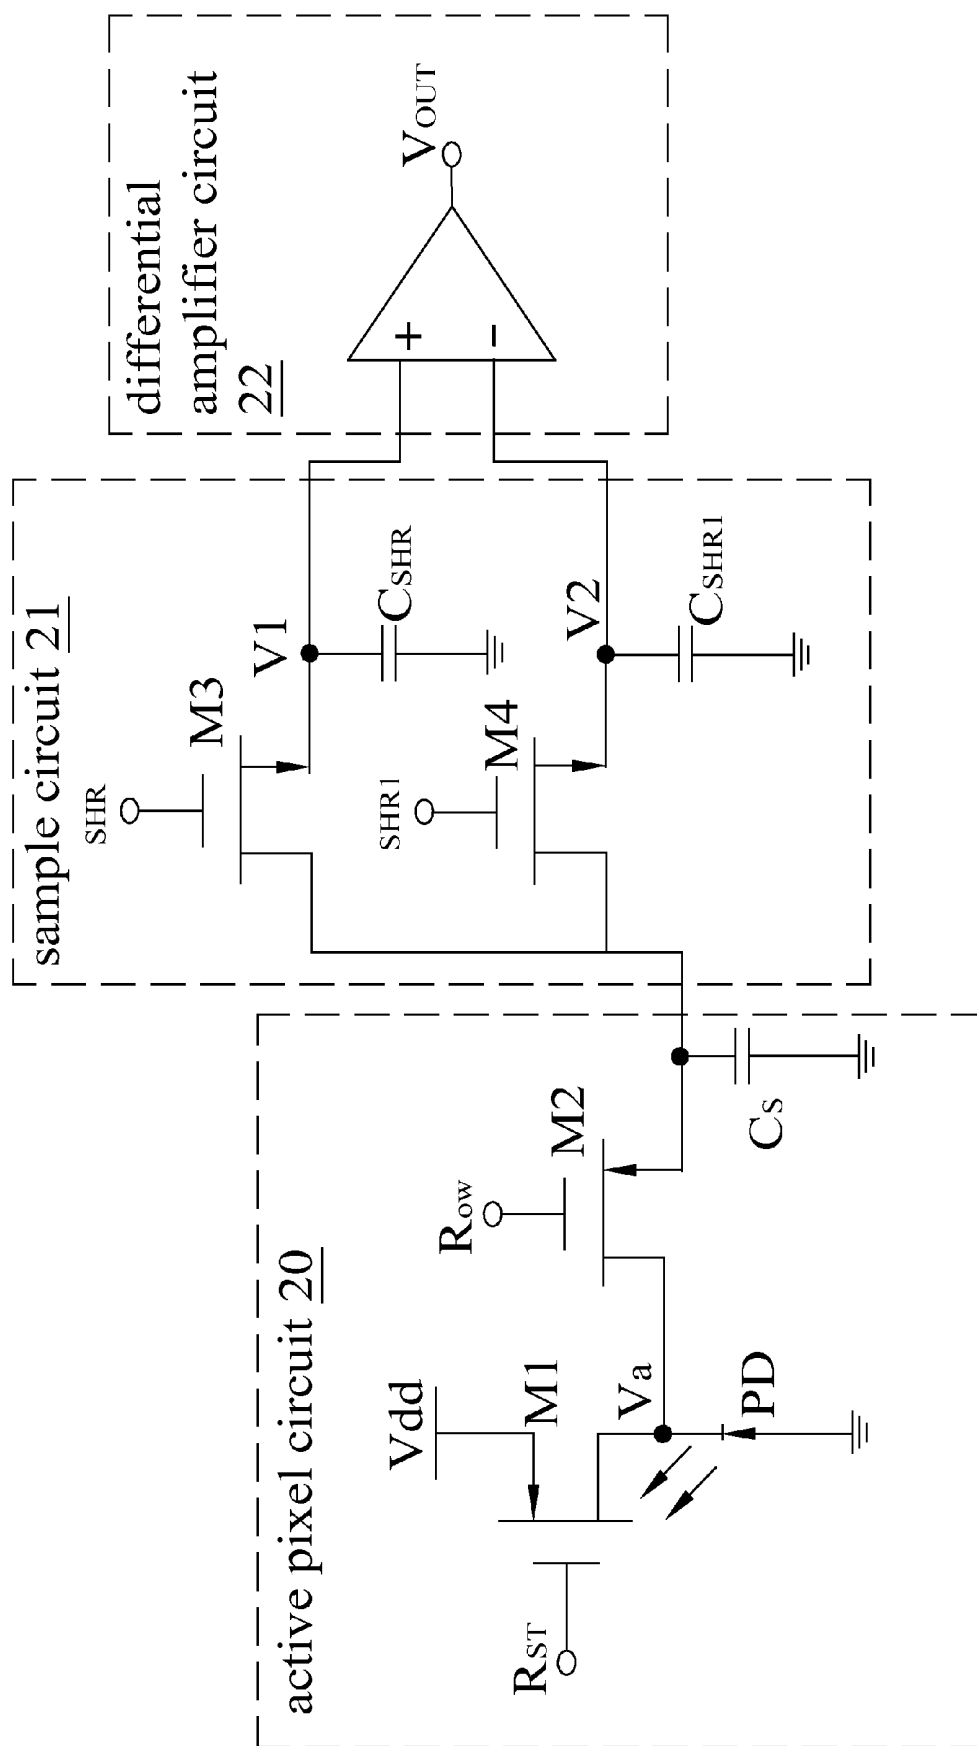 active pixel circuit 20
RST
Vdd
M1
Va
PD
Row
M2
Cs
sample circuit 21
SHR
M3
V1
CSHR
SHR1
M4
V2
CSHR1
differential
amplifier circuit
22
+
-
VOUT